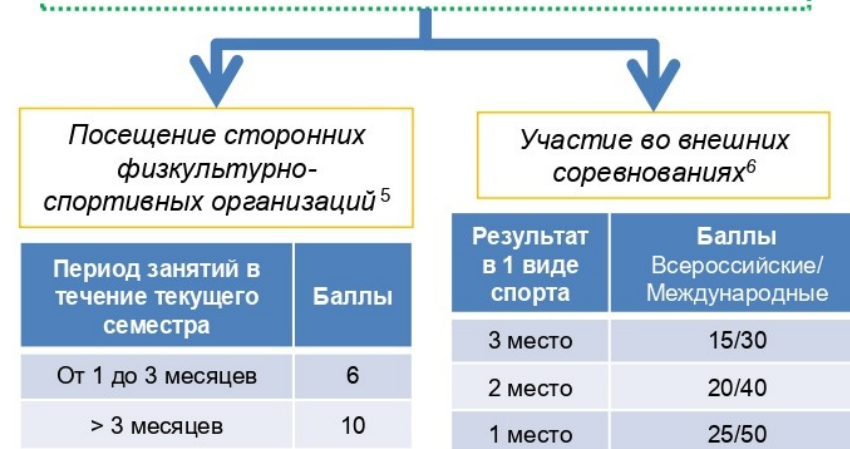 Посещение сторонних
физкультурно-
спортивных организаций 5
Период занятий в
течение текущего
семестра
Баллы
От 1 до 3 месяцев 6
> 3 месяцев 10
Участие во внешних
соревнованиях6
Результат
в 1 виде
спорта
Баллы
Всероссийские/
Международные
3 место 15/30
2 место 20/40
1 место 25/50